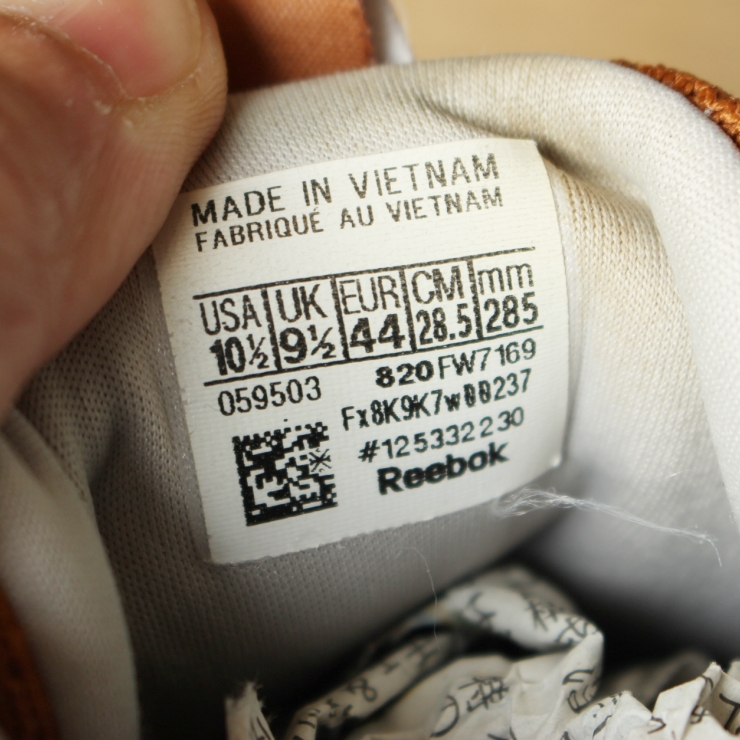 MADE IN VIETNAM
FABRIQUÉ AU VIETNAM
USA UK EUR CM mm
10½ 9½ 44 28.5 285
059503 820 FW7169
Fx8K9K7w00237
#125332230
Reebok